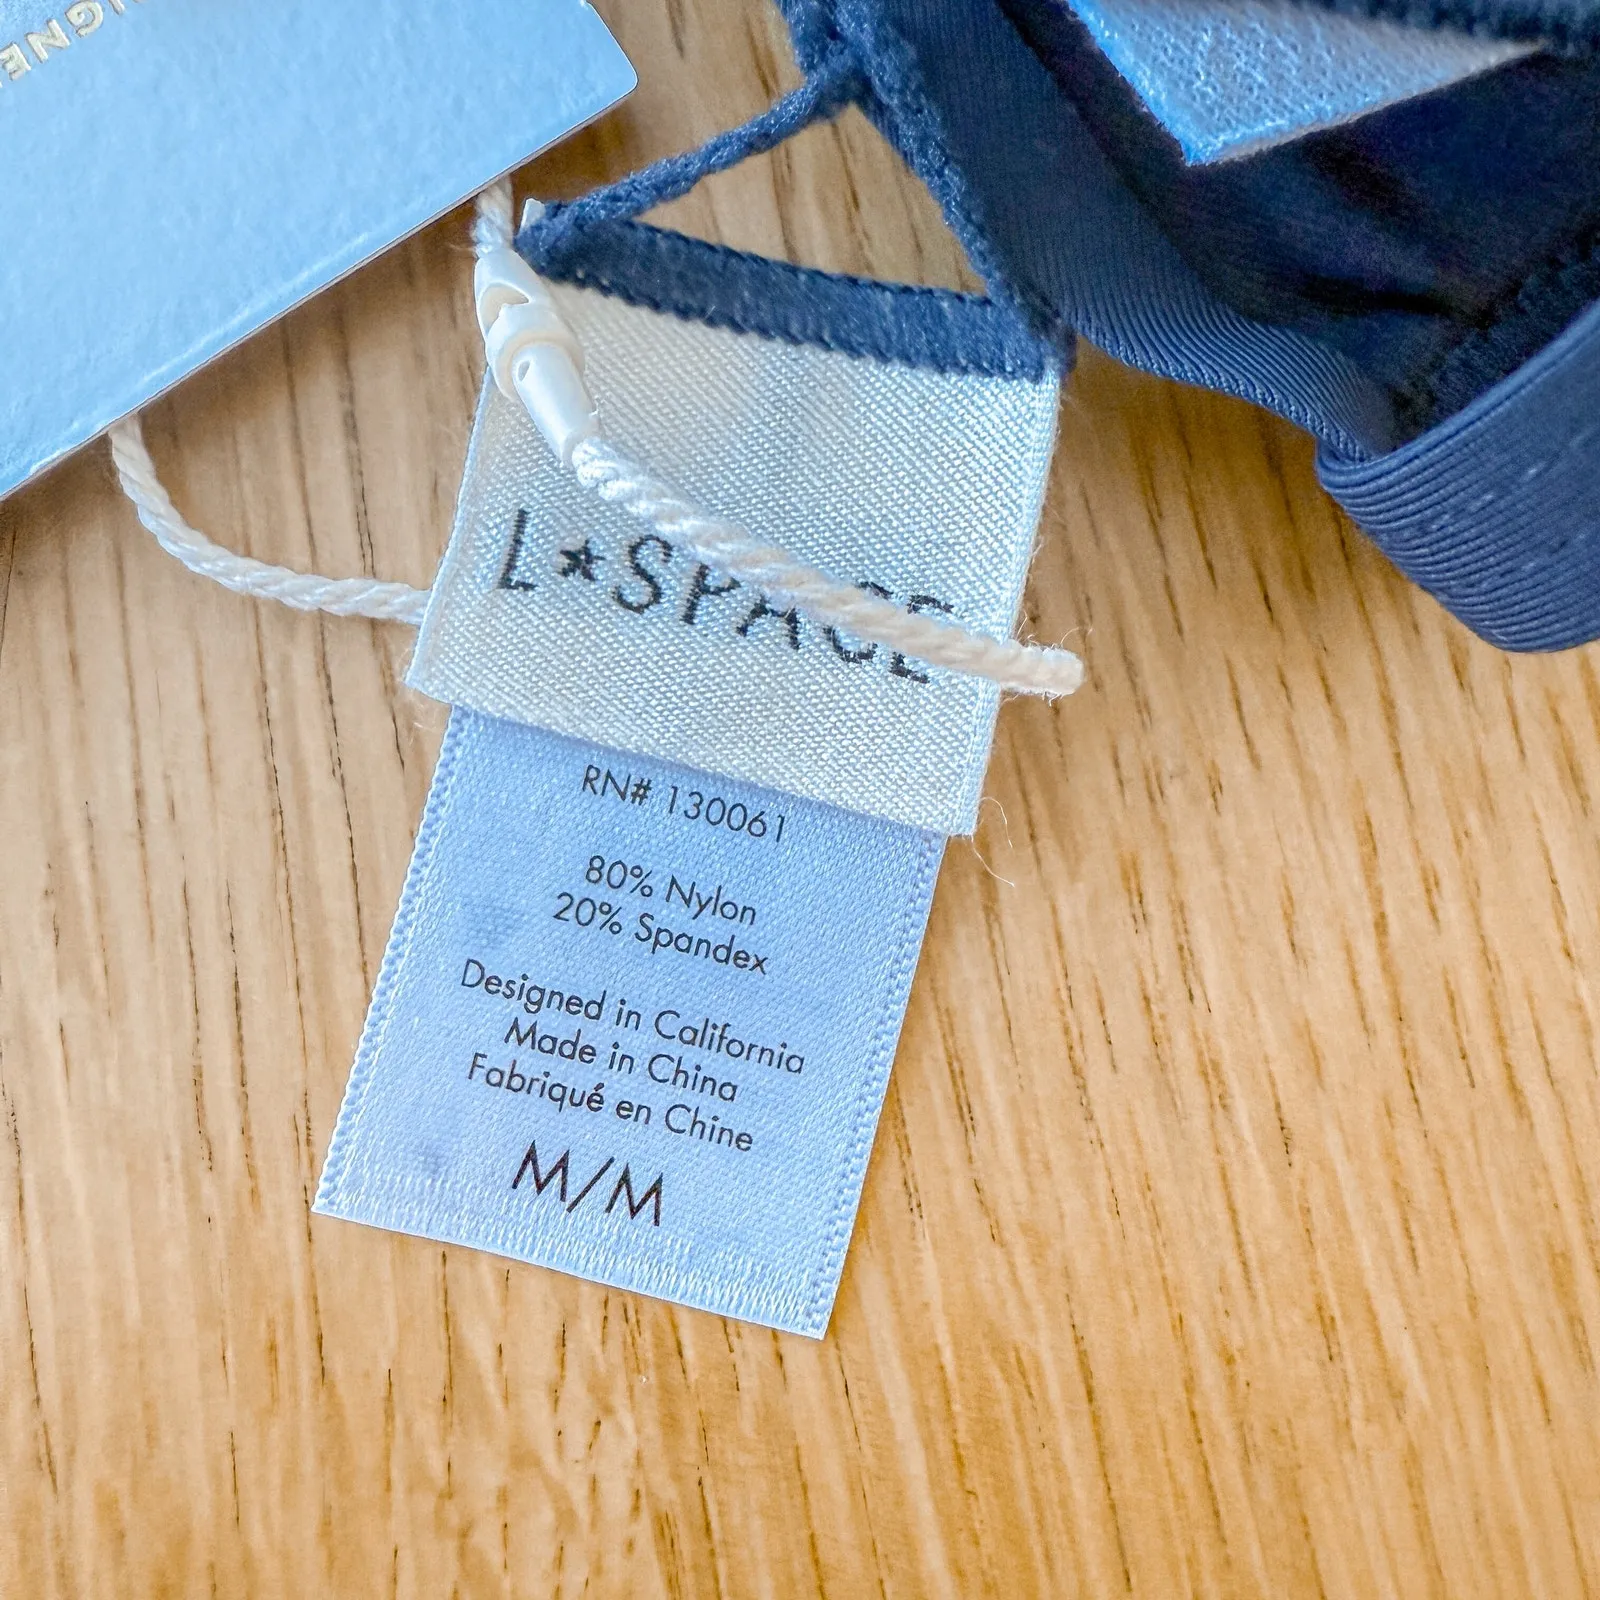 L★SPACE
RN# 130061
80% Nylon
20% Spandex
Designed in California
Made in China
Fabriqué en Chine
M/M